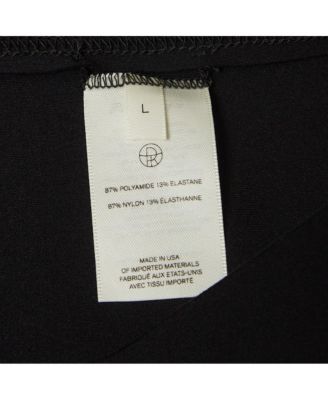 L
87% POLYAMIDE 13% ELASTANE
87% NYLON 13% ÉLASTHANNE
MADE IN USA
OF IMPORTED MATERIALS
FABRIQUÉ AUX ETATS-UNIS
AVEC TISSU IMPORTÉ